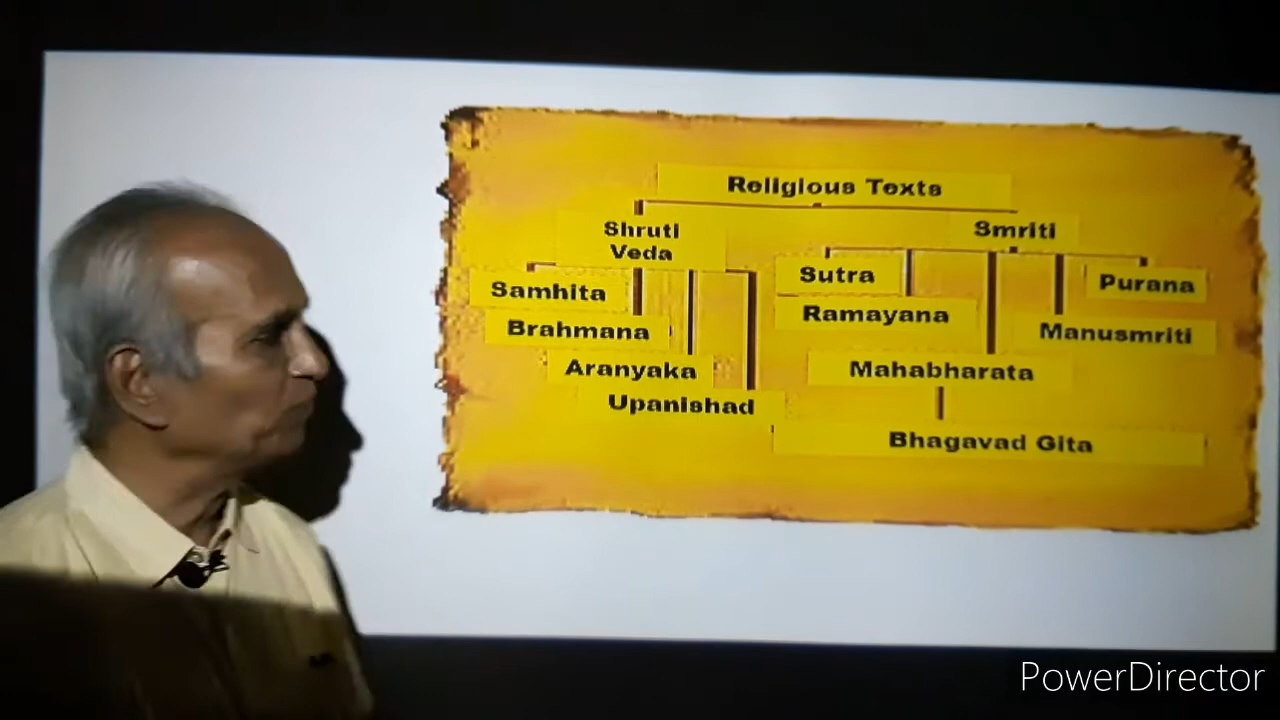 Religious Texts
Shruti
Veda
Smriti
Samhita
Sutra
Purana
Brahmana
Ramayana
Manusmriti
Aranyaka
Mahabharata
Upanishad
Bhagavad Gita
PowerDirector